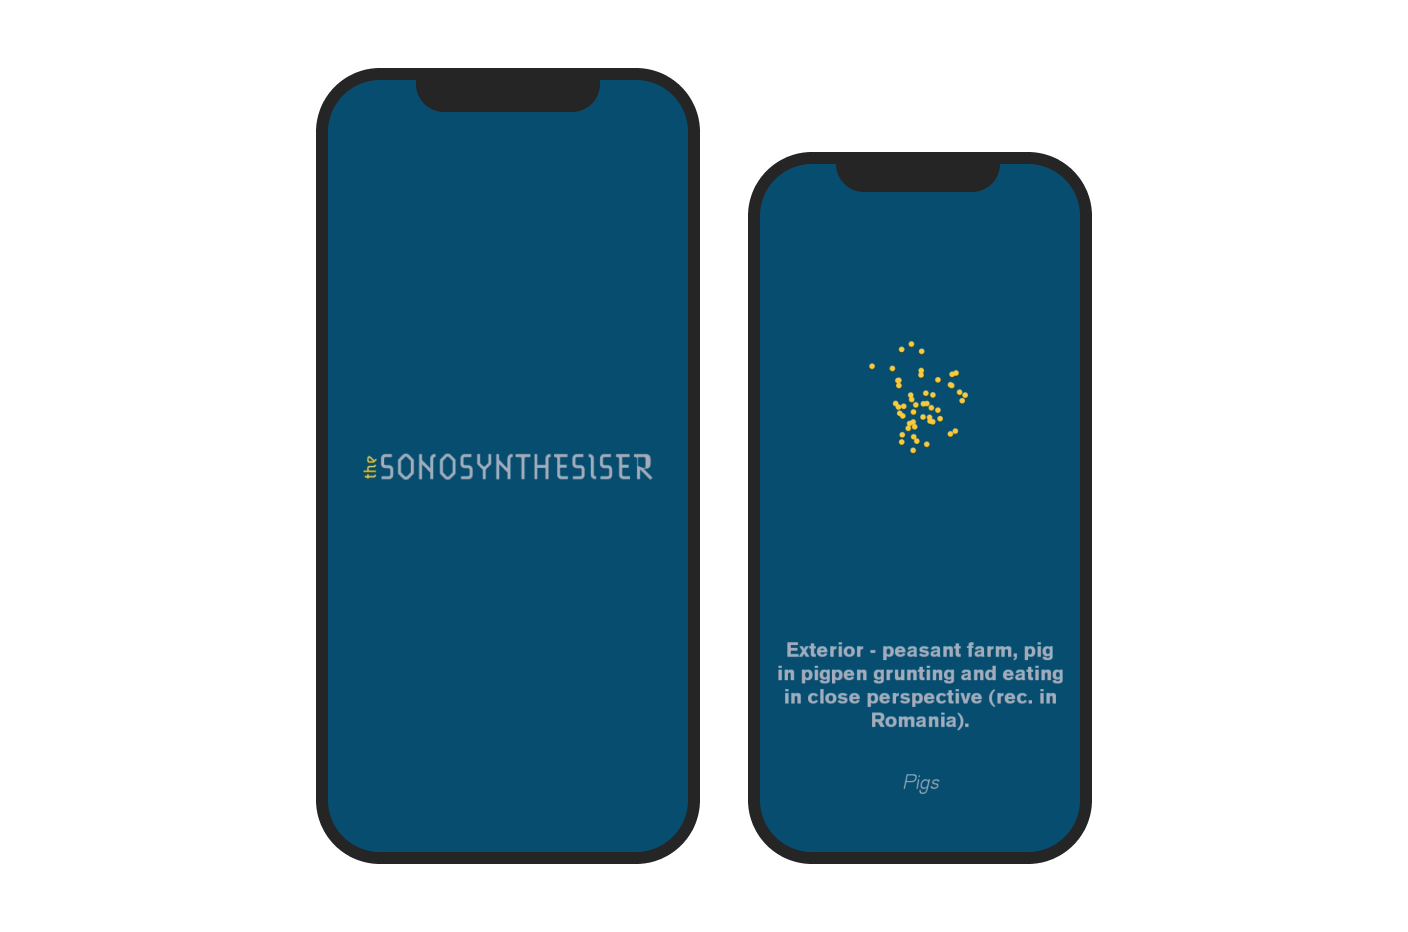 the SONOSYNTHESISER
Exterior - peasant farm, pig
in pigpen grunting and eating
in close perspective (rec. in
Romania).
Pigs